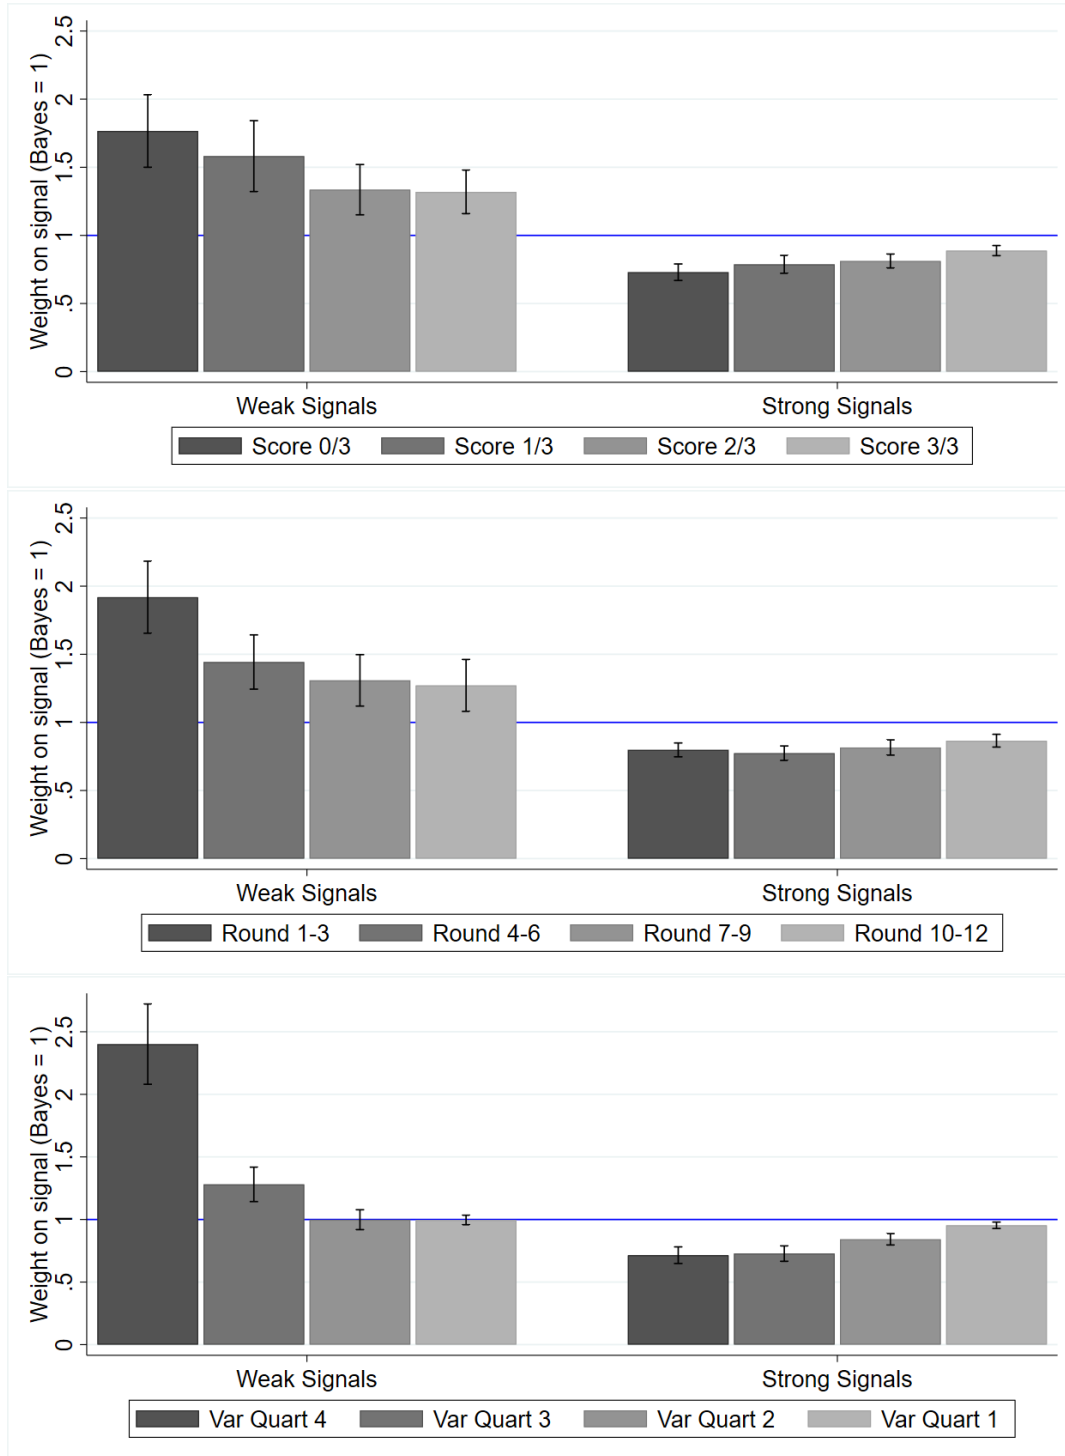 Weight on signal (Bayes = 1)
2.5
2
1.5
1
.5
0
Weak Signals Strong Signals
Score 0/3 Score 1/3 Score 2/3 Score 3/3
Weight on signal (Bayes = 1)
2.5
2
1.5
1
.5
0
Weak Signals Strong Signals
Round 1-3 Round 4-6 Round 7-9 Round 10-12
Weight on signal (Bayes = 1)
2.5
2
1.5
1
.5
0
Weak Signals Strong Signals
Var Quart 4 Var Quart 3 Var Quart 2 Var Quart 1